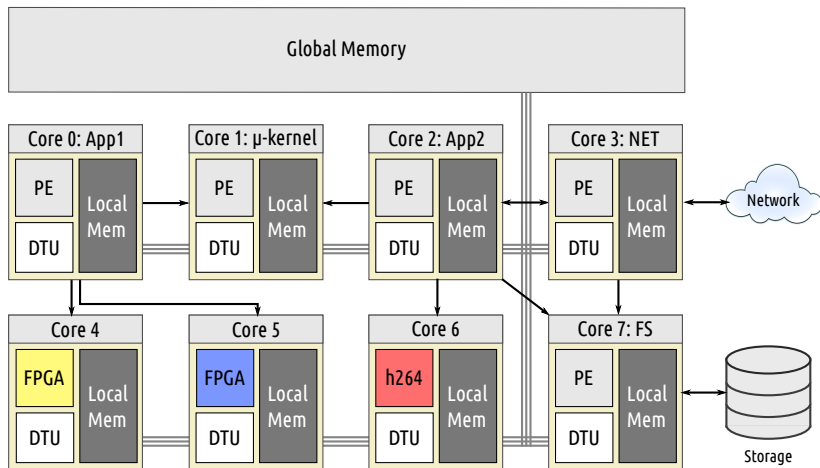 Global Memory
Core 0: App1
Core 1: μ-kernel
Core 2: App2
Core 3: NET
PE
Local
Mem
DTU
PE
Local
Mem
DTU
PE
Local
Mem
DTU
PE
Local
Mem
DTU
Network
Core 4
Core 5
Core 6
Core 7: FS
FPGA
Local
Mem
DTU
FPGA
Local
Mem
DTU
h264
Local
Mem
DTU
PE
Local
Mem
DTU
Storage